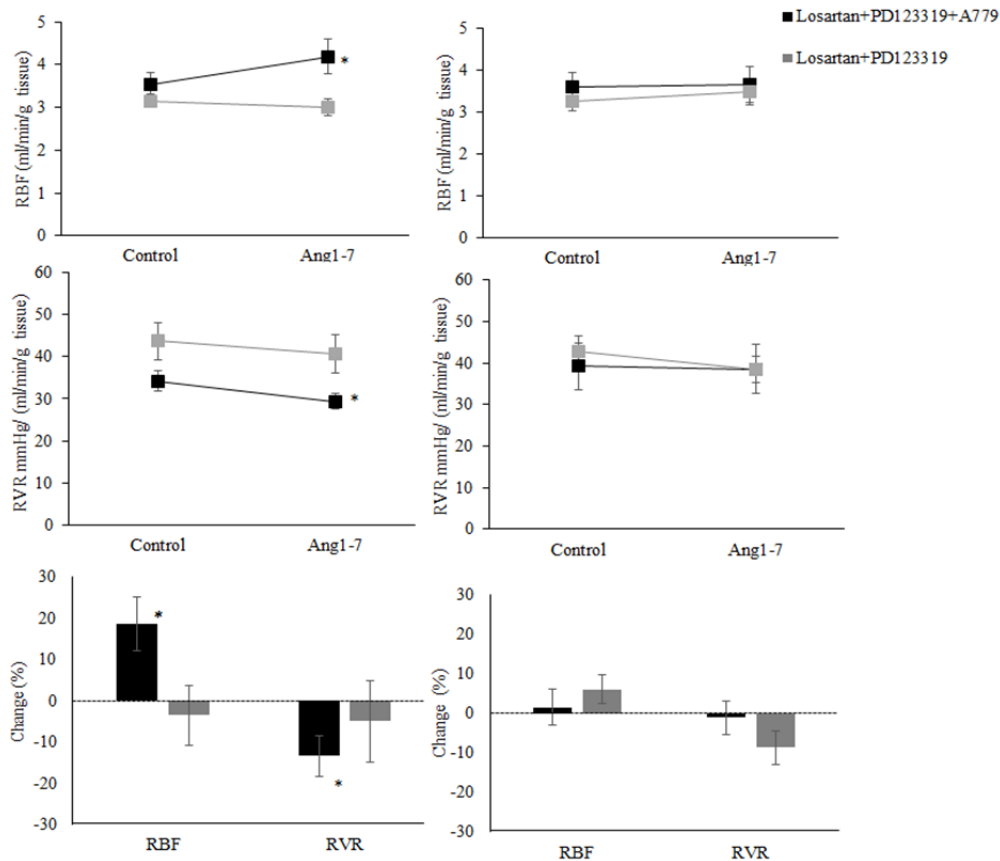 Losartan+PD123319+A779
Losartan+PD123319
RBF (ml/min/g tissue)
5
4
3
2
1
0
*
Control
Ang1-7
RBF (ml/min/g tissue)
5
4
3
2
1
0
Control
Ang1-7
RVR mmHg/ (ml/min/g tissue)
60
50
40
30
20
10
0
*
Control
Ang1-7
RVR mmHg/ (ml/min/g tissue)
60
50
40
30
20
10
0
Control
Ang1-7
Change (%)
30
20
10
0
-10
-20
-30
*
*
RBF
RVR
Change (%)
30
20
10
0
-10
-20
-30
RBF
RVR